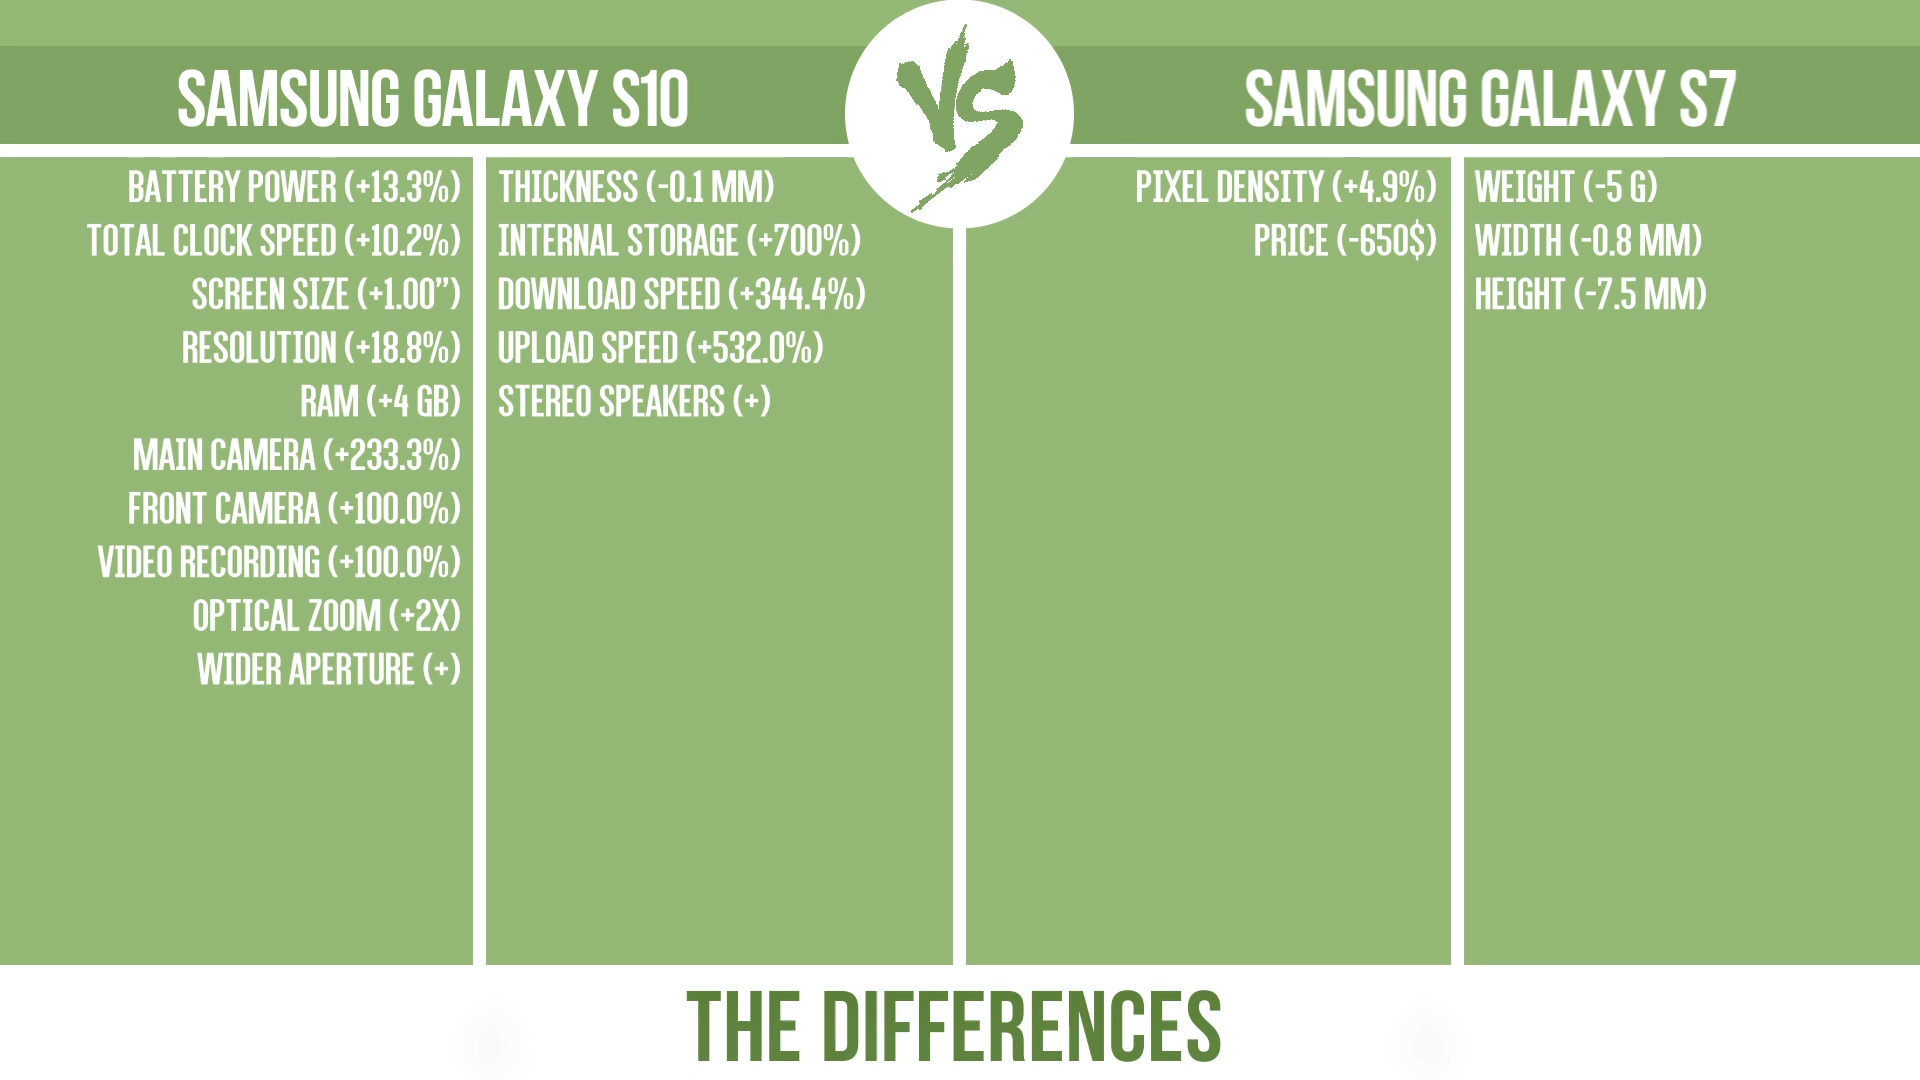 SAMSUNG GALAXY S10
VS
SAMSUNG GALAXY S7
BATTERY POWER (+13.3%)
TOTAL CLOCK SPEED (+10.2%)
SCREEN SIZE (+1.00”)
RESOLUTION (+18.8%)
RAM (+4 GB)
MAIN CAMERA (+233.3%)
FRONT CAMERA (+100.0%)
VIDEO RECORDING (+100.0%)
OPTICAL ZOOM (+2X)
WIDER APERTURE (+)
THICKNESS (-0.1 MM)
INTERNAL STORAGE (+700%)
DOWNLOAD SPEED (+344.4%)
UPLOAD SPEED (+532.0%)
STEREO SPEAKERS (+)
PIXEL DENSITY (+4.9%)
PRICE (-650$)
WEIGHT (-5 G)
WIDTH (-0.8 MM)
HEIGHT (-7.5 MM)
THE DIFFERENCES